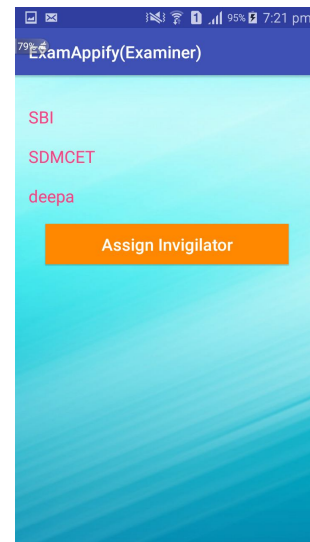 95% 7:21 pm
79%
ExamAppify(Examiner)
SBI
SDMCET
deepa
Assign Invigilator